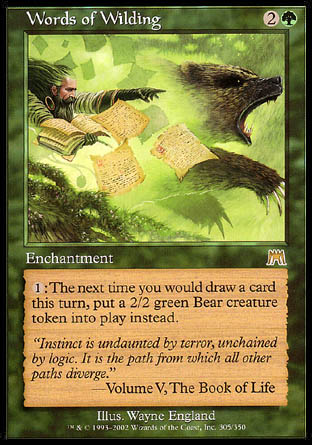 Words of Wilding 2
Enchantment
1: The next time you would draw a card
this turn, put a 2/2 green Bear creature
token into play instead.
"Instinct is undaunted by terror, unchained
by logic. It is the path from which all other
paths diverge."
—Volume V, The Book of Life
Illus. Wayne England
™ & © 1993–2002 Wizards of the Coast, Inc. 305/350